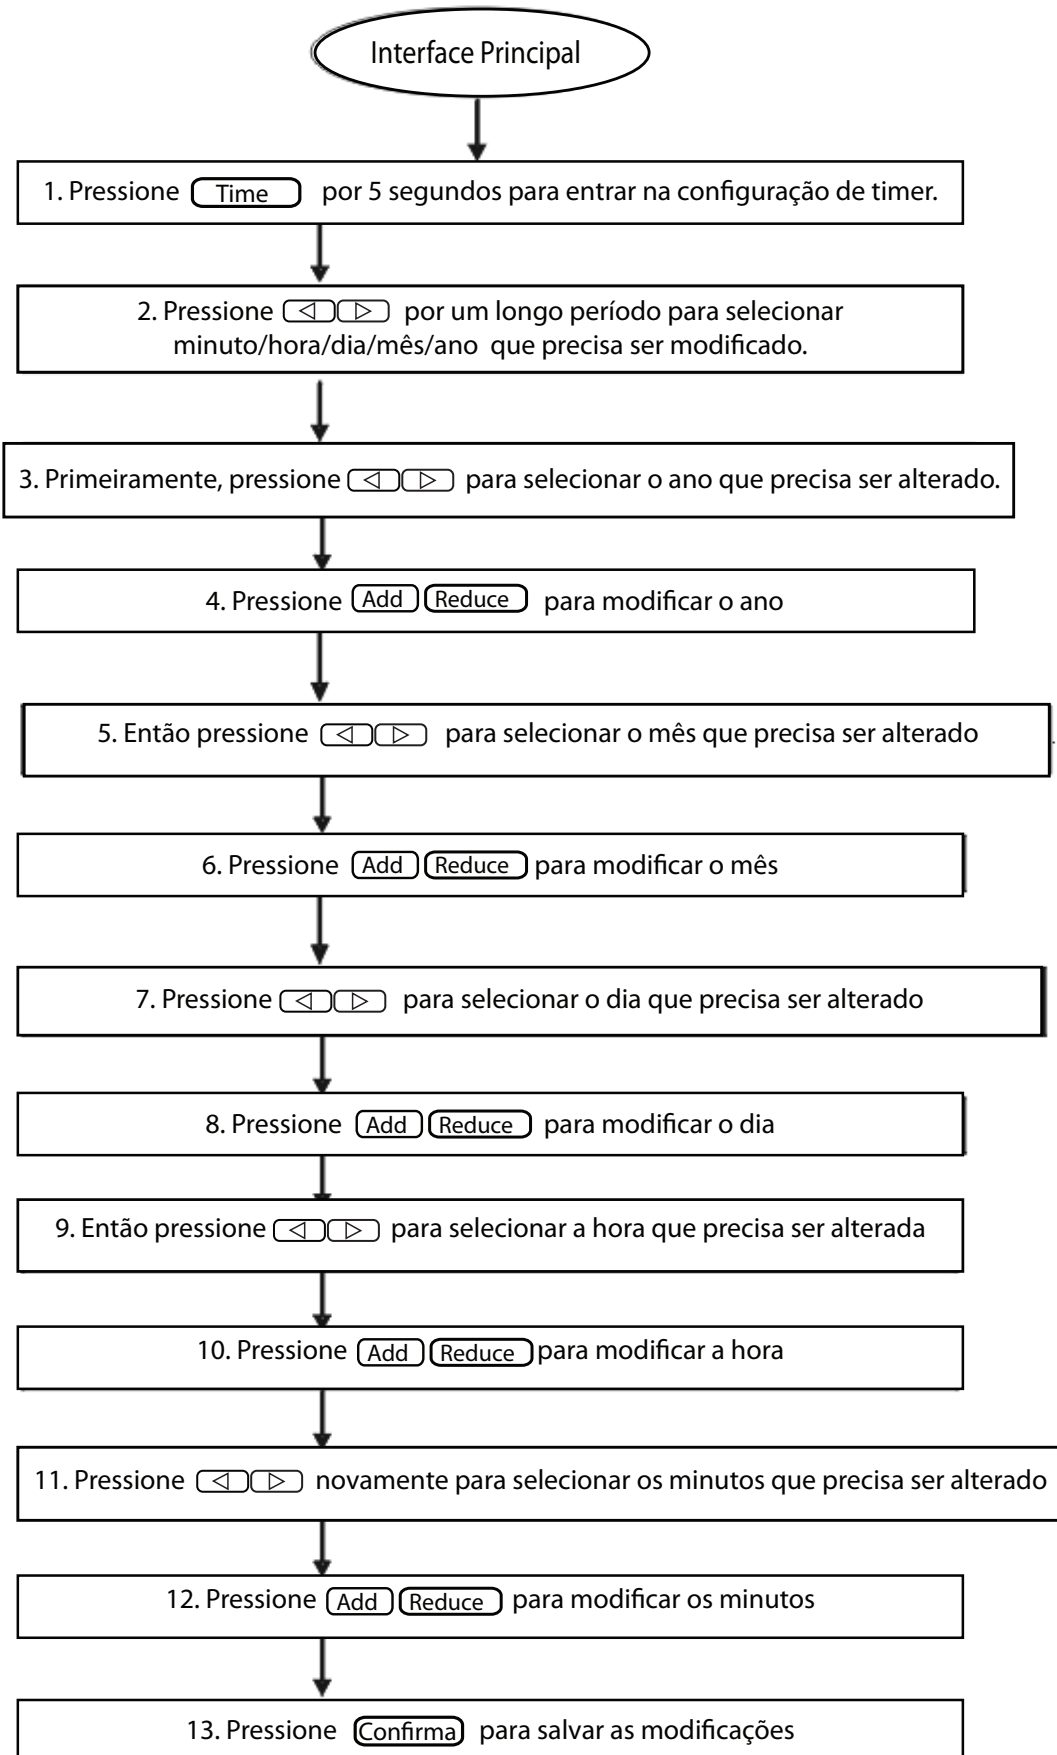 Interface Principal
1. Pressione Time por 5 segundos para entrar na configuração de timer.
2. Pressione ◁ ▷ por um longo período para selecionar
minuto/hora/dia/mês/ano que precisa ser modificado.
3. Primeiramente, pressione ◁ ▷ para selecionar o ano que precisa ser alterado.
4. Pressione Add Reduce para modificar o ano
5. Então pressione ◁ ▷ para selecionar o mês que precisa ser alterado
6. Pressione Add Reduce para modificar o mês
7. Pressione ◁ ▷ para selecionar o dia que precisa ser alterado
8. Pressione Add Reduce para modificar o dia
9. Então pressione ◁ ▷ para selecionar a hora que precisa ser alterada
10. Pressione Add Reduce para modificar a hora
11. Pressione ◁ ▷ novamente para selecionar os minutos que precisa ser alterado
12. Pressione Add Reduce para modificar os minutos
13. Pressione Confirma para salvar as modificações